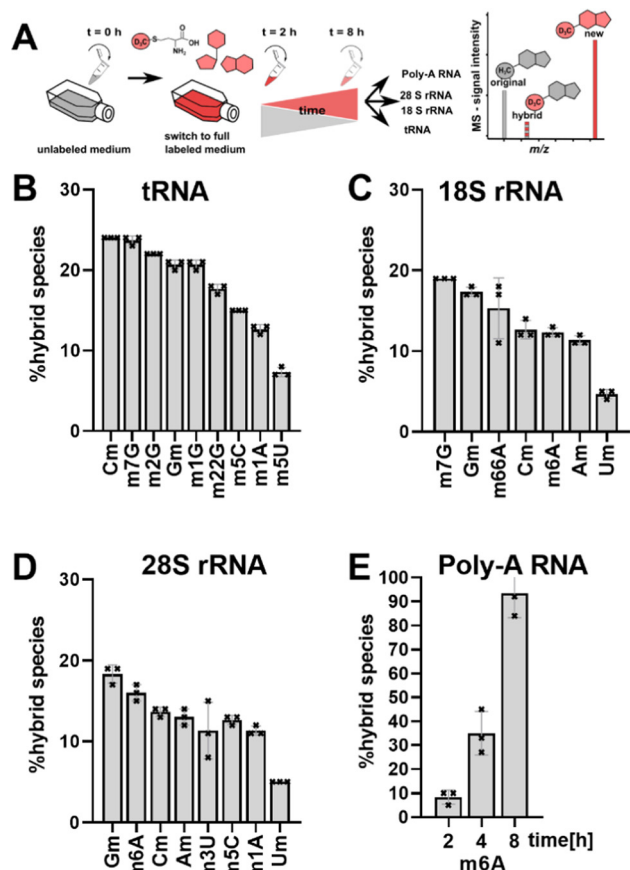 A
t = 0 h
D₃C
S
O
OH
NH₂
t = 2 h
t = 8 h
unlabeled medium
switch to full
labeled medium
time
Poly-A RNA
28 S rRNA
18 S rRNA
tRNA
MS - signal intensity
D₃C
new
H₃C
original
D₃C
hybrid
m/z
B
tRNA
%hybrid species
30
20
10
0
Cm
m7G
m2G
Gm
m1G
m22G
m5C
m1A
m5U
C
18S rRNA
%hybrid species
30
20
10
0
m7G
Gm
m66A
Cm
m6A
Am
Um
D
28S rRNA
%hybrid species
30
20
10
0
Gm
m6A
Cm
Am
m3U
m5C
m1A
Um
E
Poly-A RNA
%hybrid species
100
90
80
70
60
50
40
30
20
10
0
2 4 8 time[h]
m6A